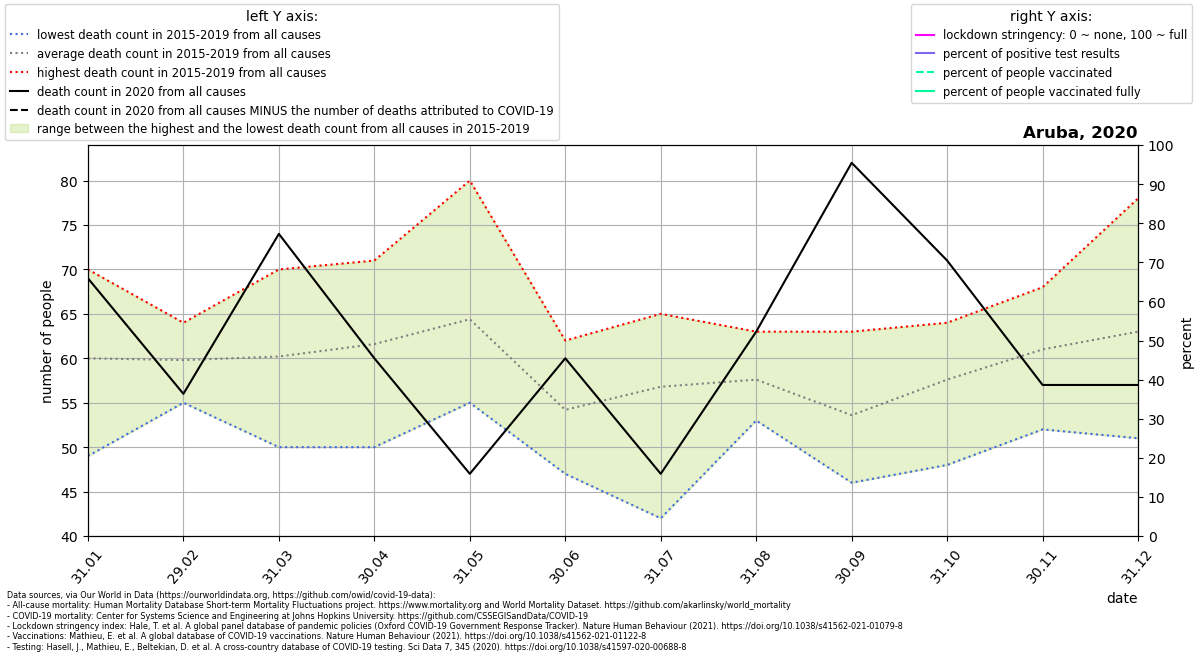 left Y axis:
lowest death count in 2015-2019 from all causes
average death count in 2015-2019 from all causes
highest death count in 2015-2019 from all causes
death count in 2020 from all causes
death count in 2020 from all causes MINUS the number of deaths attributed to COVID-19
range between the highest and the lowest death count from all causes in 2015-2019
right Y axis:
lockdown stringency: 0 ~ none, 100 ~ full
percent of positive test results
percent of people vaccinated
percent of people vaccinated fully
Aruba, 2020
number of people
80
75
70
65
60
55
50
45
40
100
90
80
70
60
50
40
30
20
10
0
percent
31.01
29.02
31.03
30.04
31.05
30.06
31.07
31.08
30.09
31.10
30.11
31.12
date
Data sources, via Our World in Data (https://ourworldindata.org, https://github.com/owid/covid-19-data):
- All-cause mortality: Human Mortality Database Short-term Mortality Fluctuations project. https://www.mortality.org and World Mortality Dataset. https://github.com/akarlinsky/world_mortality
- COVID-19 mortality: Center for Systems Science and Engineering at Johns Hopkins University. https://github.com/CSSEGISandData/COVID-19
- Lockdown stringency index: Hale, T. et al. A global panel database of pandemic policies (Oxford COVID-19 Government Response Tracker). Nature Human Behaviour (2021). https://doi.org/10.1038/s41562-021-01079-8
- Vaccinations: Mathieu, E. et al. A global database of COVID-19 vaccinations. Nature Human Behaviour (2021). https://doi.org/10.1038/s41562-021-01122-8
- Testing: Hasell, J., Mathieu, E., Beltekian, D. et al. A cross-country database of COVID-19 testing. Sci Data 7, 345 (2020). https://doi.org/10.1038/s41597-020-00688-8